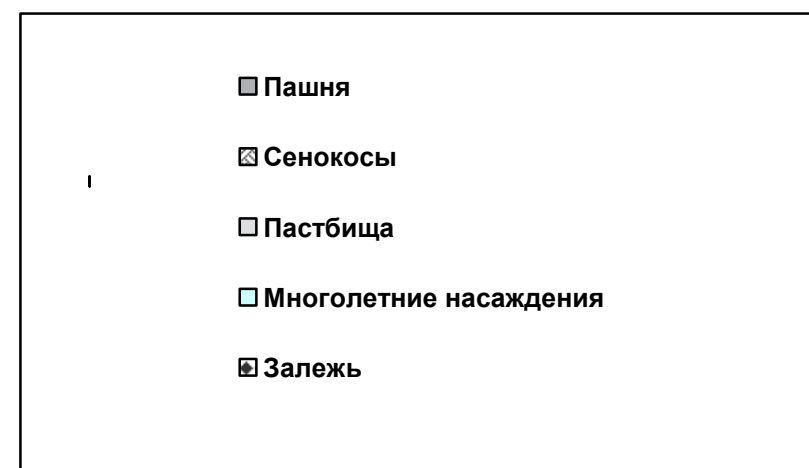 Пашня
Сенокосы
Пастбища
Многолетние насаждения
Залежь